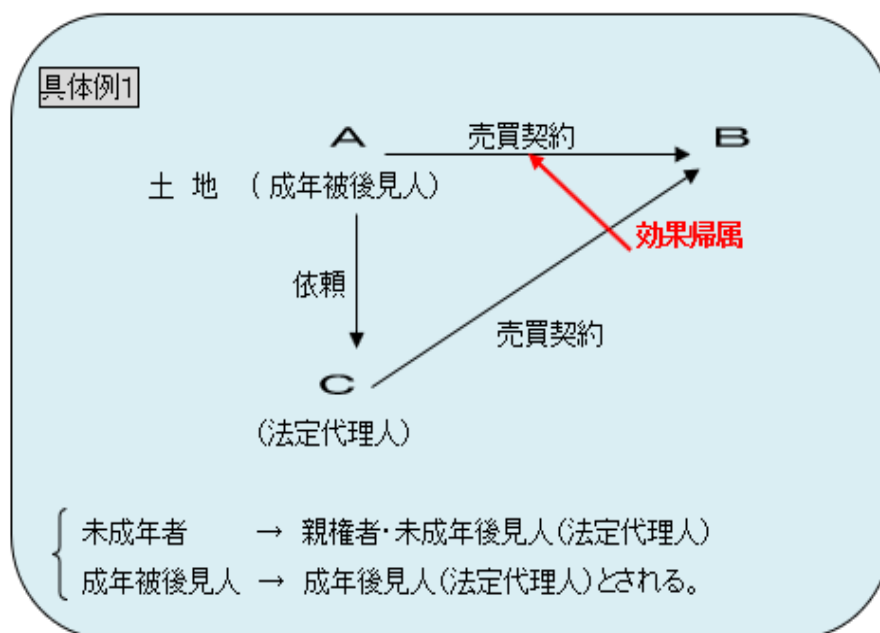 具体例1
A 売買契約 B
土 地 ( 成年被後見人)
効果帰属
依頼
売買契約
C
(法定代理人)
未成年者 → 親権者・未成年後見人(法定代理人)
成年被後見人 → 成年後見人(法定代理人)とされる。